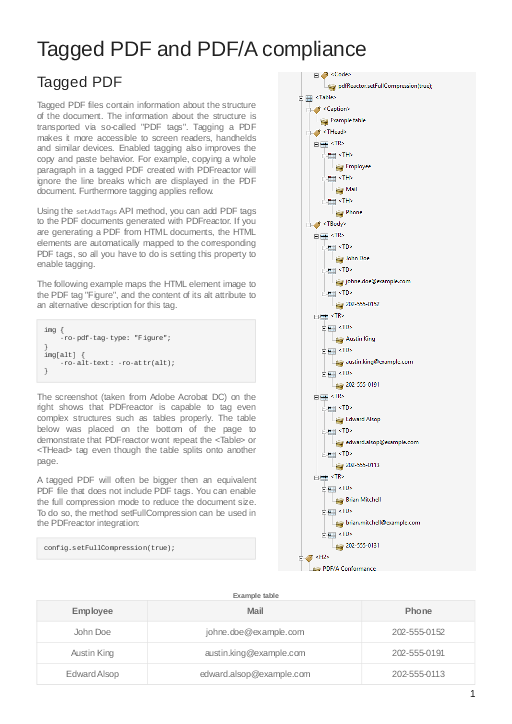 Tagged PDF and PDF/A compliance
Tagged PDF
Tagged PDF files contain information about the structure
of the document. The information about the structure is
transported via so-called "PDF tags". Tagging a PDF
makes it more accessible to screen readers, handhelds
and similar devices. Enabled tagging also improves the
copy and paste behavior. For example, copying a whole
paragraph in a tagged PDF created with PDFreactor will
ignore the line breaks which are displayed in the PDF
document. Furthermore tagging applies reflow.
Using the setAddTags API method, you can add PDF tags
to the PDF documents generated with PDFreactor. If you
are generating a PDF from HTML documents, the HTML
elements are automatically mapped to the corresponding
PDF tags, so all you have to do is setting this property to
enable tagging.
The following example maps the HTML element image to
the PDF tag "Figure", and the content of its alt attribute to
an alternative description for this tag.
img {
-ro-pdf-tag-type: "Figure";
}
img[alt] {
-ro-alt-text: -ro-attr(alt);
}
The screenshot (taken from Adobe Acrobat DC) on the
right shows that PDFreactor is capable to tag even
complex structures such as tables properly. The table
below was placed on the bottom of the page to
demonstrate that PDFreactor wont repeat the <Table> or
<THead> tag even though the table splits onto another
page.
A tagged PDF will often be bigger then an equivalent
PDF file that does not include PDF tags. You can enable
the full compression mode to reduce the document size.
To do so, the method setFullCompression can be used in
the PDFreactor integration:
config.setFullCompression(true);
<Code>
pdfReactor.setFullCompression(true);
<Table>
<Caption>
Example table
<THead>
<TR>
<TH>
Employee
<TH>
Mail
<TH>
Phone
<TBody>
<TR>
<TD>
John Doe
<TD>
johne.doe@example.com
<TD>
202-555-0152
<TR>
<TD>
Austin King
<TD>
austin.king@example.com
<TD>
202-555-0191
<TR>
<TD>
Edward Alsop
<TD>
edward.alsop@example.com
<TD>
202-555-0113
<TR>
<TD>
Brian Mitchell
<TD>
brian.mitchell@example.com
<TD>
202-555-0131
<H2>
PDF/A Conformance
Example table
Employee Mail Phone
John Doe johne.doe@example.com 202-555-0152
Austin King austin.king@example.com 202-555-0191
Edward Alsop edward.alsop@example.com 202-555-0113
1